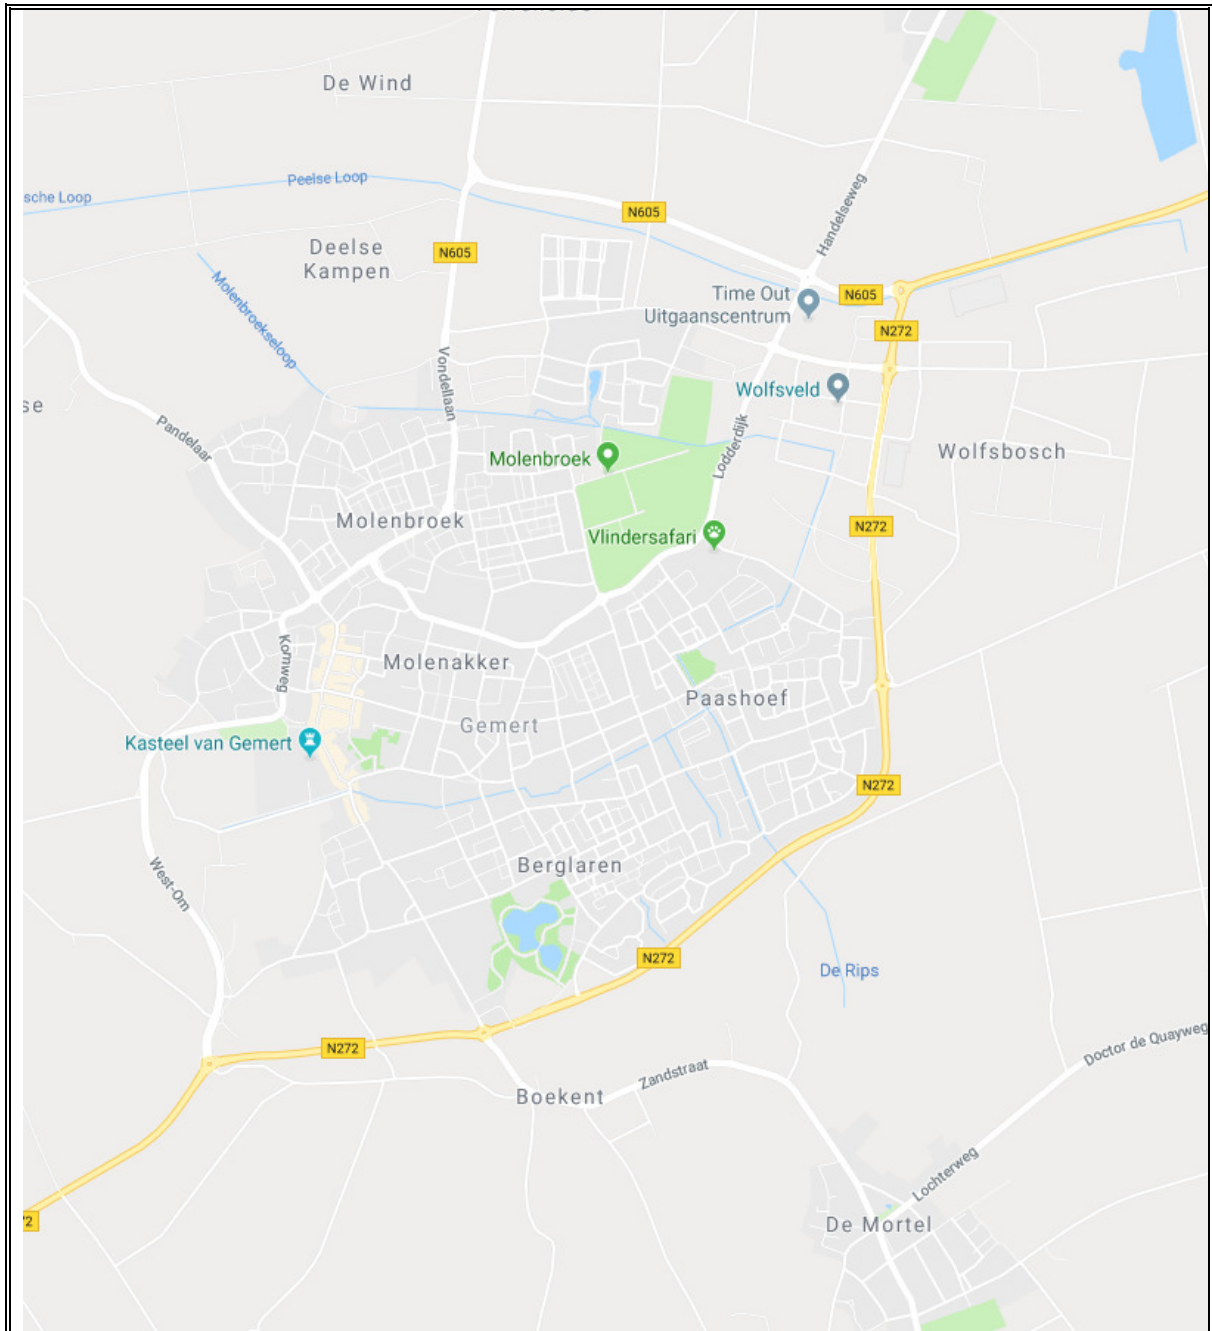 De Wind
Peelse Loop
sche Loop
N605
Handelseweg
Deelse
Kampen
N605
Molenbroekseloop
Time Out
Uitgaanscentrum
N605
N272
Vondellaan
Wolfsveld
se
Pandelaar
Lodderdijk
Wolfsbosch
Molenbroek
Molenbroek
N272
Vlindersafari
Komweg
Molenakker
Paashoef
Gemert
Kasteel van Gemert
N272
West-Om
Berglaren
N272
De Rips
N272
Doctor de Quayweg
Zandstraat
Boekent
Lochterweg
72
De Mortel